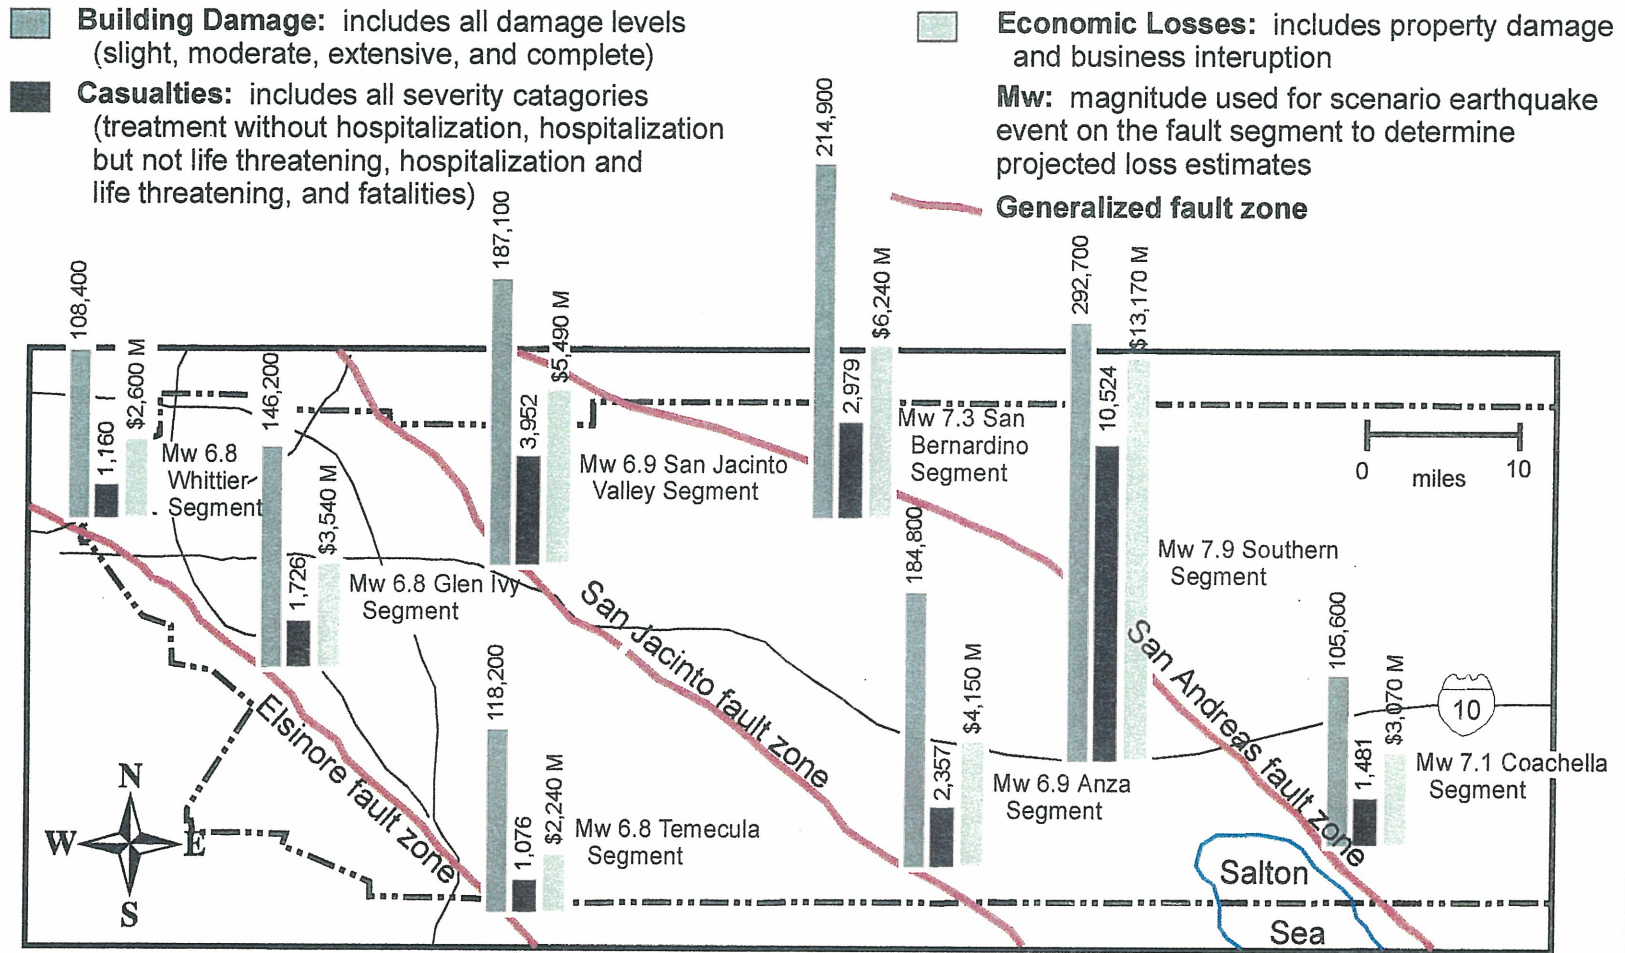 Building Damage: includes all damage levels
(slight, moderate, extensive, and complete)
Casualties: includes all severity catagories
(treatment without hospitalization, hospitalization
but not life threatening, hospitalization and
life threatening, and fatalities)
Economic Losses: includes property damage
and business interuption
Mw: magnitude used for scenario earthquake
event on the fault segment to determine
projected loss estimates
Generalized fault zone
108,400
1,160
$2,600 M
Mw 6.8
Whittier
Segment
146,200
1,726
$3,540 M
Mw 6.8 Glen Ivy
Segment
187,100
3,952
$5,490 M
Mw 6.9 San Jacinto
Valley Segment
214,900
2,979
$6,240 M
Mw 7.3 San
Bernardino
Segment
292,700
10,524
$13,170 M
Mw 7.9 Southern
Segment
0
10
miles
118,200
1,076
$2,240 M
Mw 6.8 Temecula
Segment
184,800
2,357
$4,150 M
Mw 6.9 Anza
Segment
105,600
1,481
$3,070 M
Mw 7.1 Coachella
Segment
Elsinore fault zone
San Jacinto fault zone
San Andreas fault zone
10
Salton
Sea
N
W
E
S